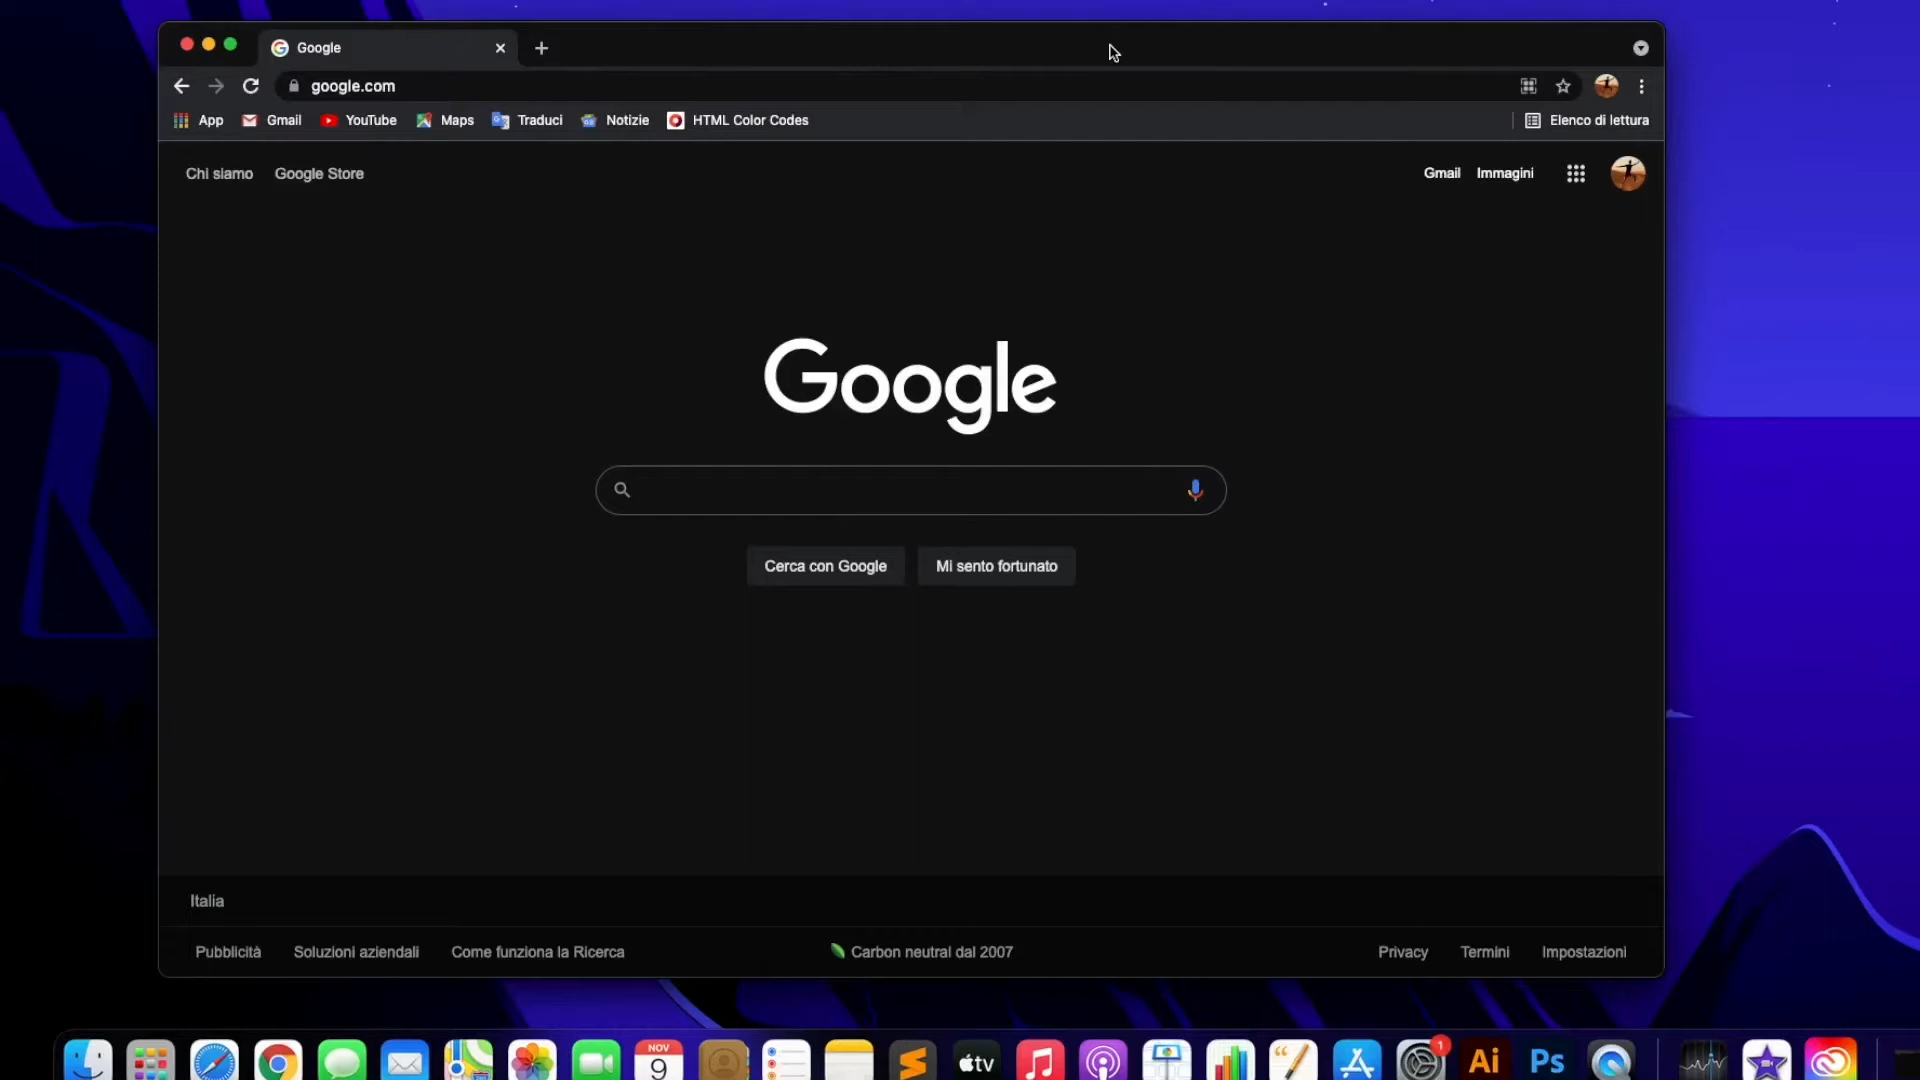 Google
google.com
App Gmail YouTube Maps Traduci Notizie HTML Color Codes Elenco di lettura
Chi siamo Google Store Gmail Immagini
Google
Cerca con Google Mi sento fortunato
Italia
Pubblicità Soluzioni aziendali Come funziona la Ricerca Carbon neutral dal 2007 Privacy Termini Impostazioni
NOV
9
tv
1
Ai
Ps